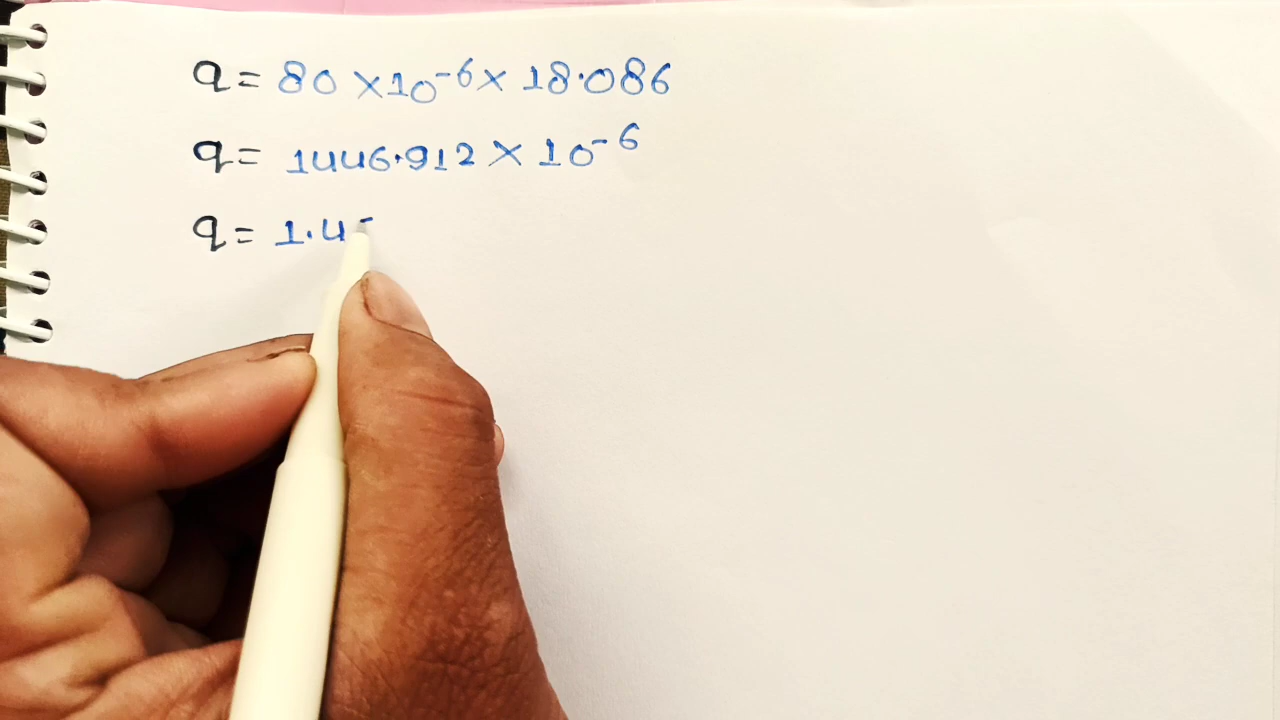 q = 80 × 10⁻⁶ × 18.086
q = 1446.912 × 10⁻⁶
q = 1.4